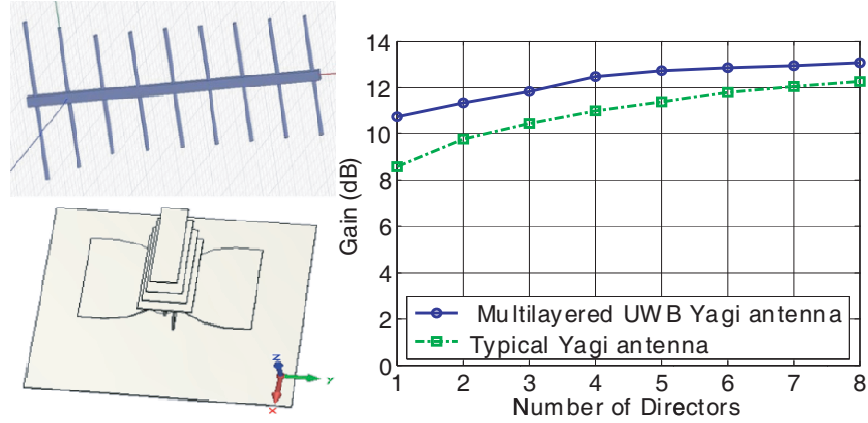 14
12
10
8
6
4
2
0
Gain (dB)
Multilayered UWB Yagi antenna
Typical Yagi antenna
1 2 3 4 5 6 7 8
Number of Directors
Z
Y
X